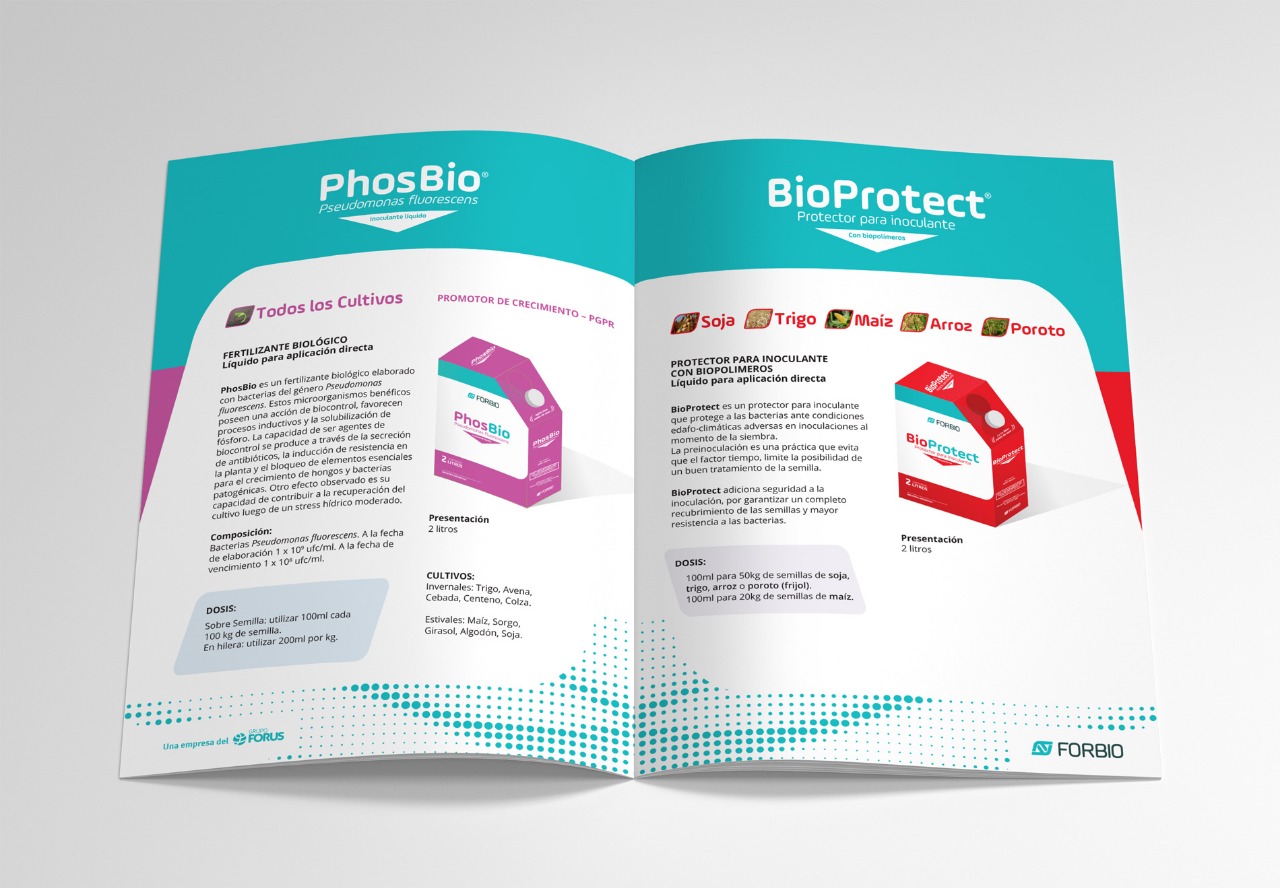 PhosBio®
Pseudomonas fluorescens
Inoculante líquido
Todos los Cultivos
PROMOTOR DE CRECIMIENTO – PGPR
FERTILIZANTE BIOLÓGICO
Líquido para aplicación directa
PhosBio es un fertilizante biológico elaborado
con bacterias del género Pseudomonas
fluorescens. Estos microorganismos benéficos
poseen una acción de biocontrol, favorecen
procesos inductivos y la solubilización de
fósforo. La capacidad de ser agentes de
biocontrol se produce a través de la secreción
de antibióticos, la inducción de resistencia en
la planta y el bloqueo de elementos esenciales
para el crecimiento de hongos y bacterias
patogénicas. Otro efecto observado es su
capacidad de contribuir a la recuperación del
cultivo luego de un stress hídrico moderado.
Composición:
Bacterias Pseudomonas fluorescens. A la fecha
de elaboración 1 x 10⁹ ufc/ml. A la fecha de
vencimiento 1 x 10⁸ ufc/ml.
DOSIS:
Sobre Semilla: utilizar 100ml cada
100 kg de semilla.
En hilera: utilizar 200ml por kg.
PhosBio
FORBIO
PhosBio
Pseudomonas fluorescens
PhosBio
2 LITROS
Presentación
2 litros
CULTIVOS:
Invernales: Trigo, Avena,
Cebada, Centeno, Colza.
Estivales: Maíz, Sorgo,
Girasol, Algodón, Soja.
Una empresa del GRUPO FORUS
BioProtect®
Protector para inoculante
Con biopolimeros
Soja Trigo Maíz Arroz Poroto
PROTECTOR PARA INOCULANTE
CON BIOPOLIMEROS
Líquido para aplicación directa
BioProtect es un protector para inoculante
que protege a las bacterias ante condiciones
edafo-climáticas adversas en inoculaciones al
momento de la siembra.
La preinoculación es una práctica que evita
que el factor tiempo, limite la posibilidad de
un buen tratamiento de la semilla.
BioProtect adiciona seguridad a la
inoculación, por garantizar un completo
recubrimiento de las semillas y mayor
resistencia a las bacterias.
DOSIS:
100ml para 50kg de semillas de soja,
trigo, arroz o poroto (frijol).
100ml para 20kg de semillas de maíz.
BioProtect
FORBIO
BioProtect
Protector para inoculante
BioProtect
2 LITROS
Presentación
2 litros
FORBIO